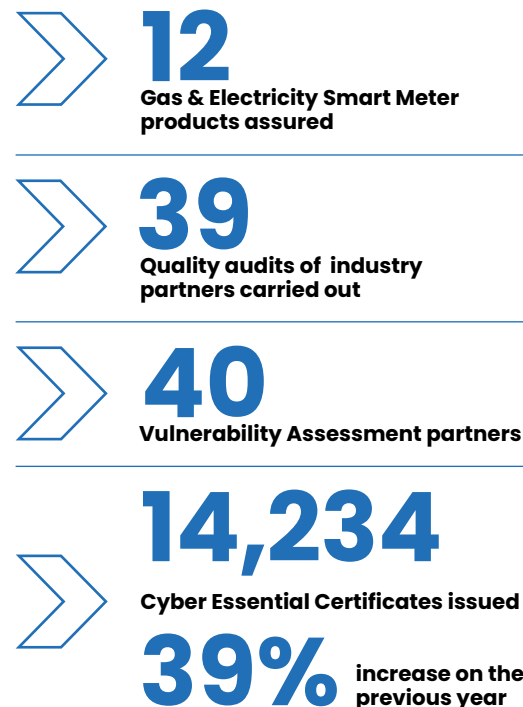 12
Gas & Electricity Smart Meter
products assured
39
Quality audits of industry
partners carried out
40
Vulnerability Assessment partners
14,234
Cyber Essential Certificates issued
39% increase on the
previous year